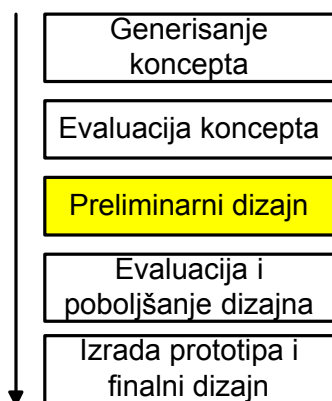 Generisanje
koncepta
Evaluacija koncepta
Preliminarni dizajn
Evaluacija i
poboljšanje dizajna
Izrada prototipa i
finalni dizajn